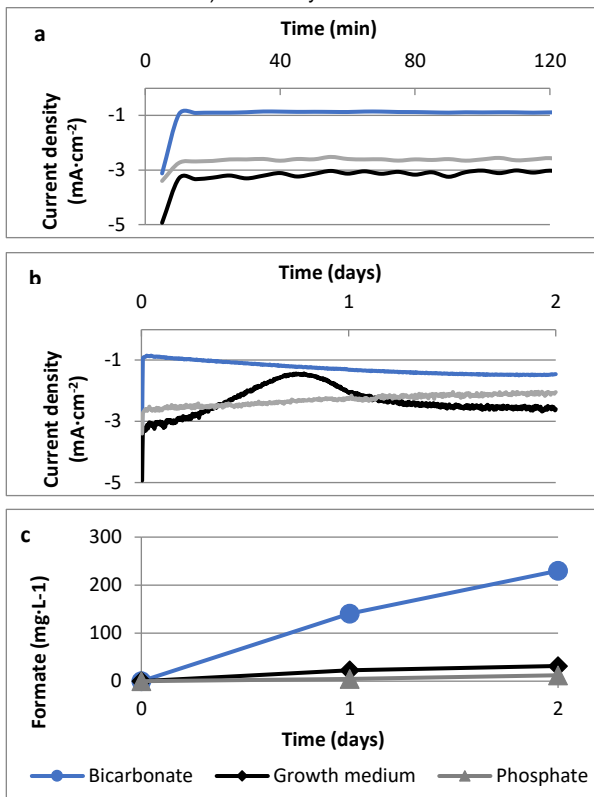 a
Time (min)
0 40 80 120
-1
-3
-5
Current density
(mA·cm-2)
b
Time (days)
0 1 2
-1
-3
-5
Current density
(mA·cm-2)
c
300
200
100
0
Formate (mg·L-1)
0 1 2
Time (days)
Bicarbonate Growth medium Phosphate